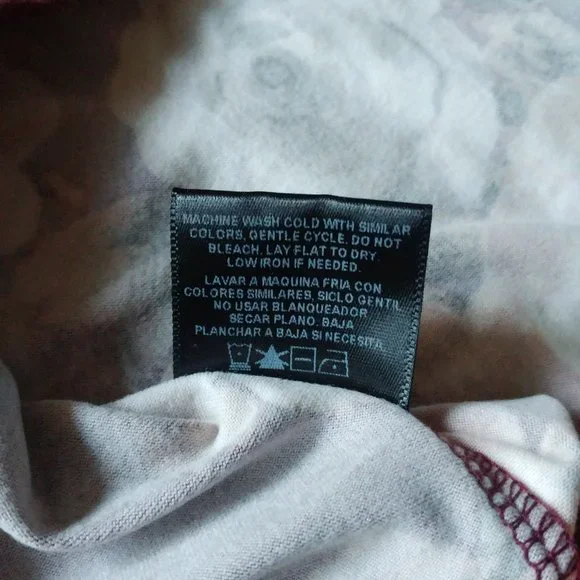 MACHINE WASH COLD WITH SIMILAR
COLORS, GENTLE CYCLE. DO NOT
BLEACH, LAY FLAT TO DRY.
LOW IRON IF NEEDED.
LAVAR A MAQUINA FRIA CON
COLORES SIMILARES, SICLO GENTIL
NO USAR BLANQUEADOR
SECAR PLANO. BAJA
PLANCHAR A BAJA SI NECESITA